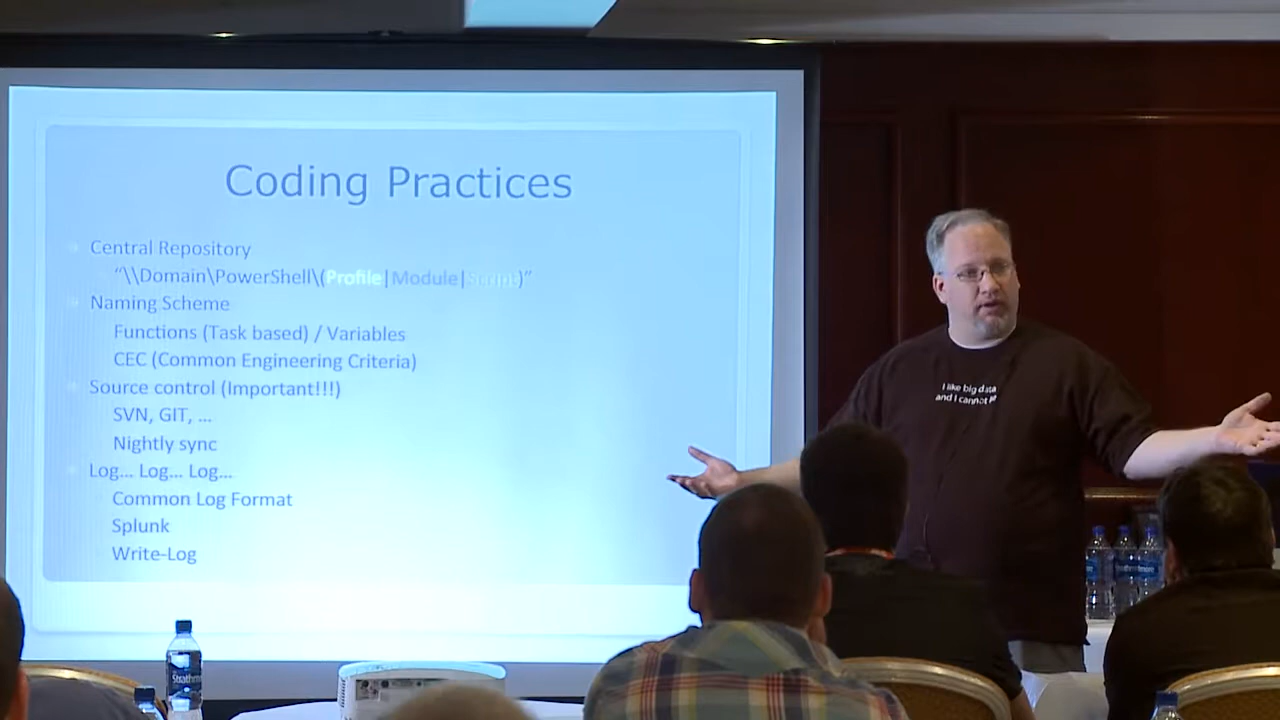 Coding Practices
Central Repository
“\\Domain\PowerShell\(Profile|Module|Script)”
Naming Scheme
Functions (Task based) / Variables
CEC (Common Engineering Criteria)
Source control (Important!!!)
SVN, GIT, ...
Nightly sync
Log... Log... Log...
Common Log Format
Splunk
Write-Log
I like big data
and I cannot
Strathmore